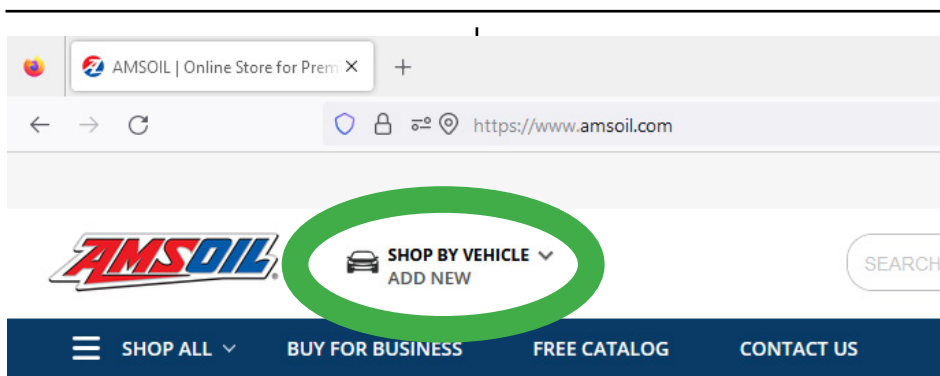 AMSOIL | Online Store for Prem
https://www.amsoil.com
AMSOIL
SHOP BY VEHICLE
ADD NEW
SEARCH
SHOP ALL
BUY FOR BUSINESS
FREE CATALOG
CONTACT US